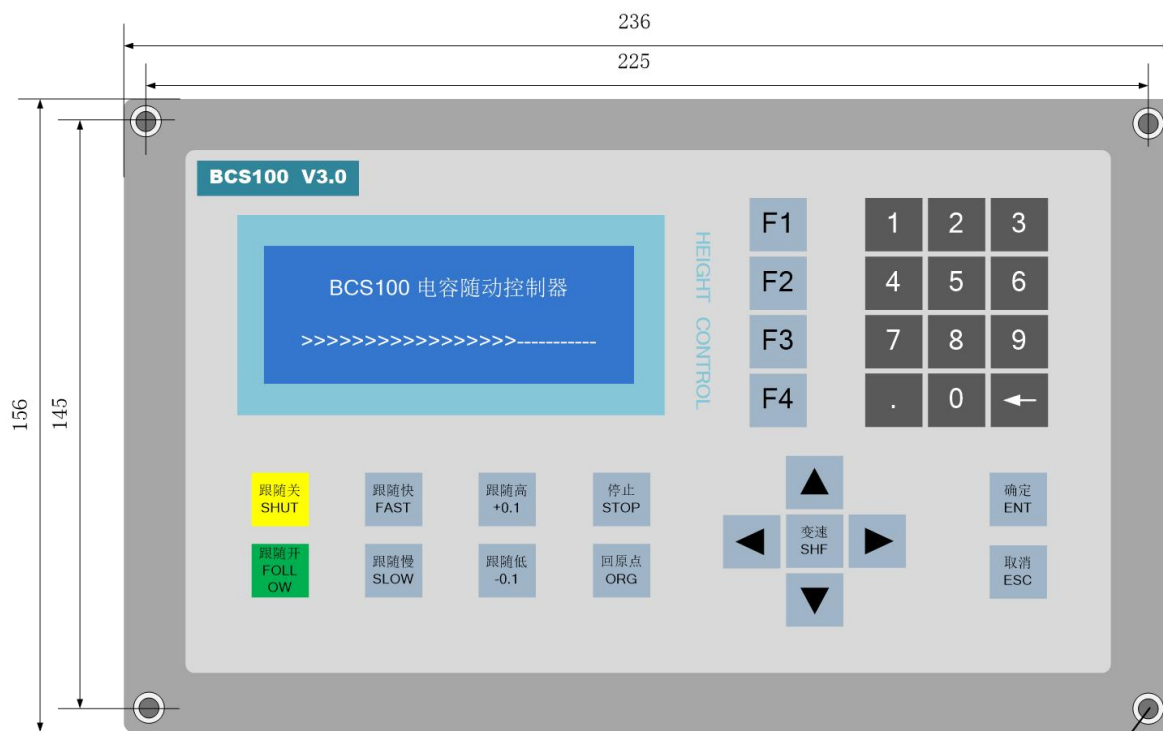 236
225
156
145
BCS100 V3.0
BCS100 电容随动控制器
>>>>>>>>>>>>>>>>>-----------
HEIGHT CONTROL
F1
F2
F3
F4
1 2 3
4 5 6
7 8 9
. 0 ←
跟随关
SHUT
跟随快
FAST
跟随高
+0.1
停止
STOP
跟随开
FOLL
OW
跟随慢
SLOW
跟随低
-0.1
回原点
ORG
▲
◀
变速
SHF
▶
▼
确定
ENT
取消
ESC